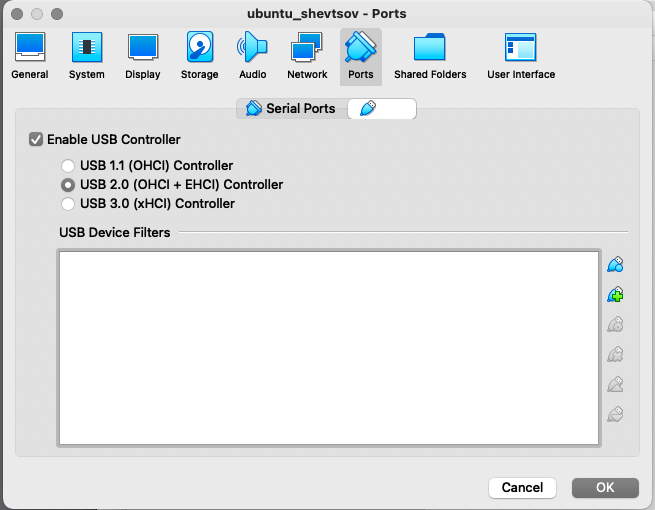 ubuntu_shevtsov - Ports
General System Display Storage Audio Network Ports Shared Folders User Interface
Serial Ports
Enable USB Controller
USB 1.1 (OHCI) Controller
USB 2.0 (OHCI + EHCI) Controller
USB 3.0 (xHCI) Controller
USB Device Filters
Cancel OK